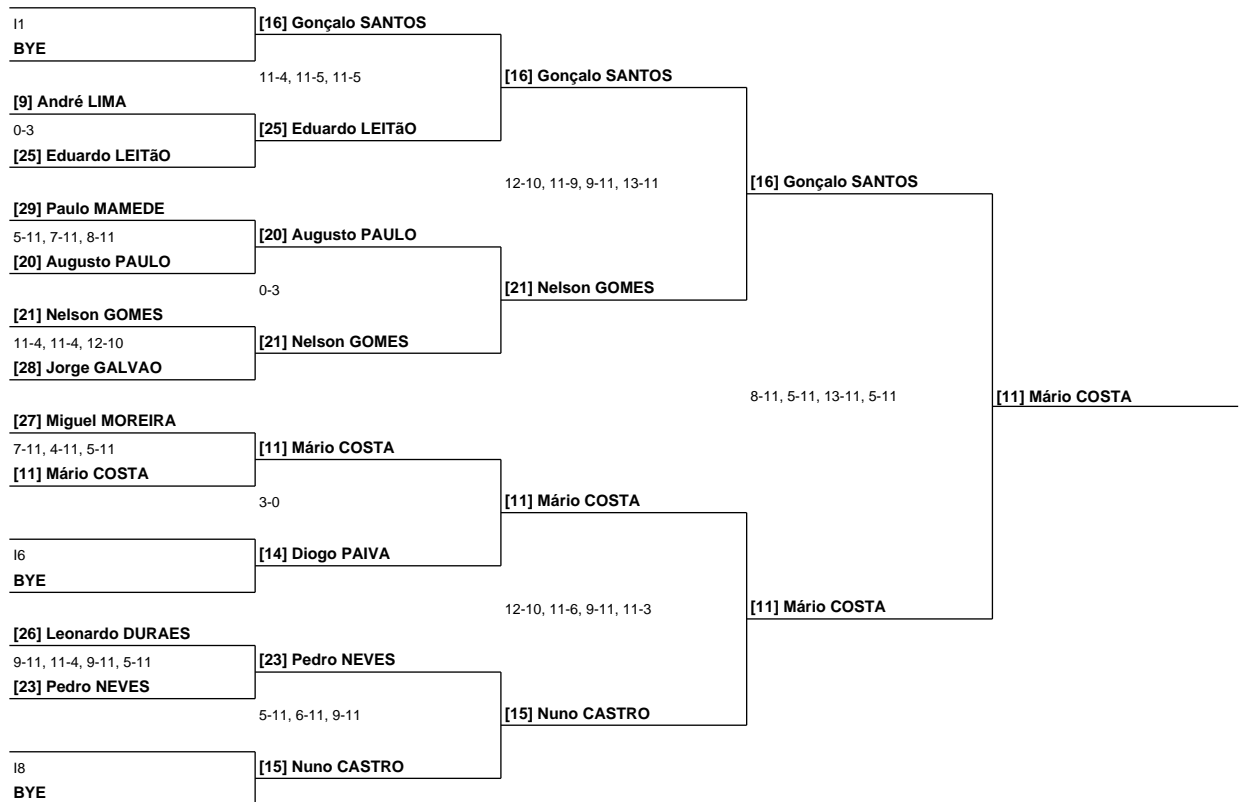 I1
[16] Gonçalo SANTOS
BYE
11-4, 11-5, 11-5
[16] Gonçalo SANTOS
[9] André LIMA
0-3
[25] Eduardo LEITãO
[25] Eduardo LEITãO
12-10, 11-9, 9-11, 13-11
[16] Gonçalo SANTOS
[29] Paulo MAMEDE
5-11, 7-11, 8-11
[20] Augusto PAULO
[20] Augusto PAULO
0-3
[21] Nelson GOMES
[21] Nelson GOMES
11-4, 11-4, 12-10
[21] Nelson GOMES
[28] Jorge GALVAO
8-11, 5-11, 13-11, 5-11
[11] Mário COSTA
[27] Miguel MOREIRA
7-11, 4-11, 5-11
[11] Mário COSTA
[11] Mário COSTA
3-0
[11] Mário COSTA
I6
[14] Diogo PAIVA
BYE
12-10, 11-6, 9-11, 11-3
[11] Mário COSTA
[26] Leonardo DURAES
9-11, 11-4, 9-11, 5-11
[23] Pedro NEVES
[23] Pedro NEVES
5-11, 6-11, 9-11
[15] Nuno CASTRO
I8
[15] Nuno CASTRO
BYE